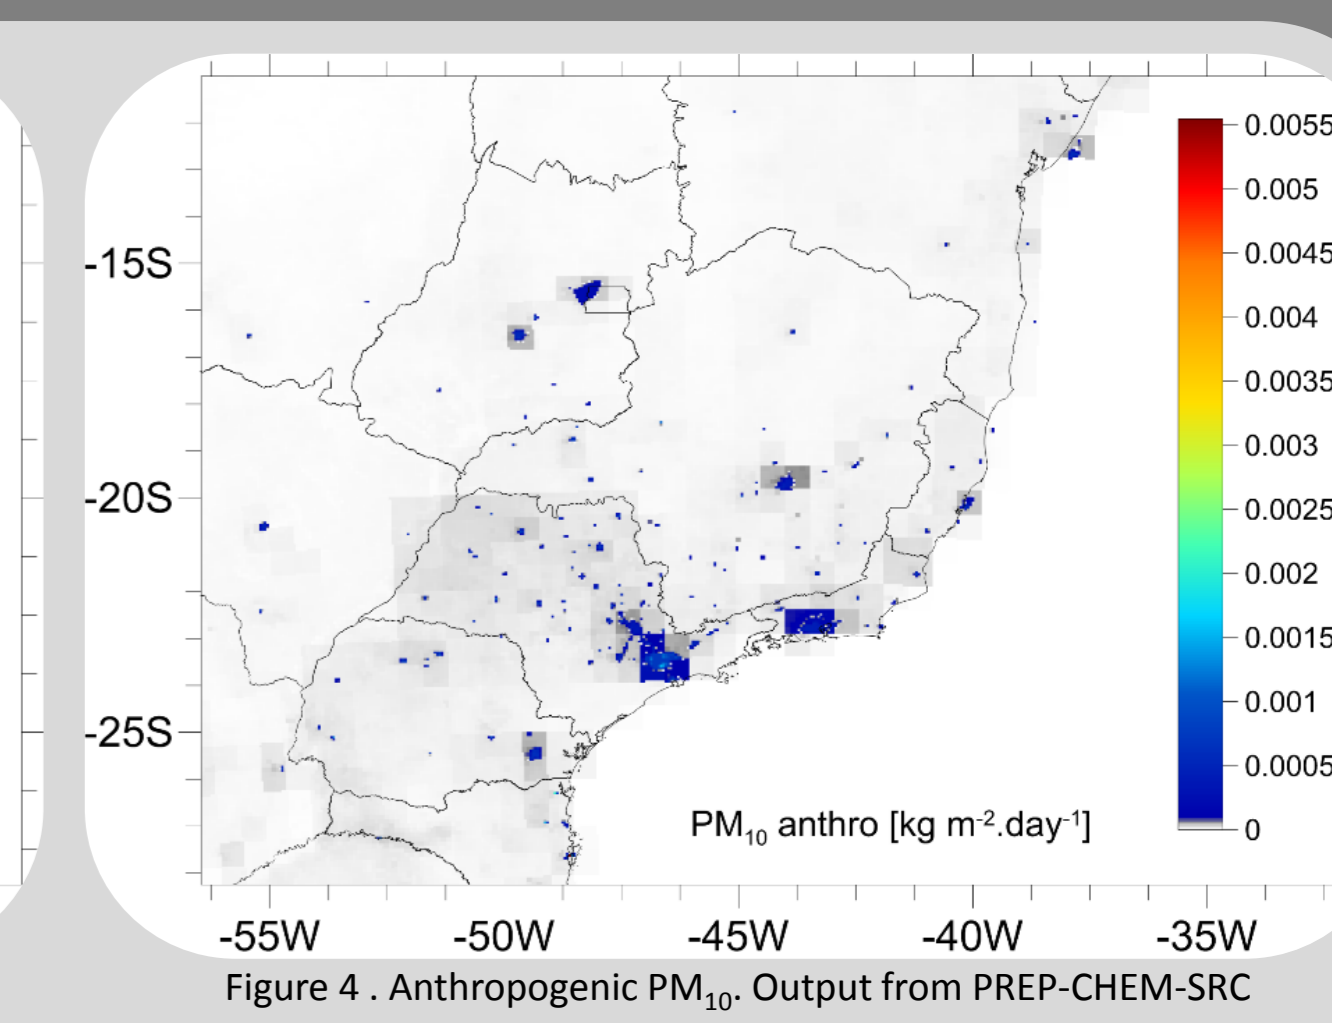 0.0055
0.005
0.0045
0.004
0.0035
0.003
0.0025
0.002
0.0015
0.001
0.0005
0
-15S
-20S
-25S
PM₁₀ anthro [kg m⁻².day⁻¹]
-55W -50W -45W -40W -35W
Figure 4 . Anthropogenic PM₁₀. Output from PREP-CHEM-SRC